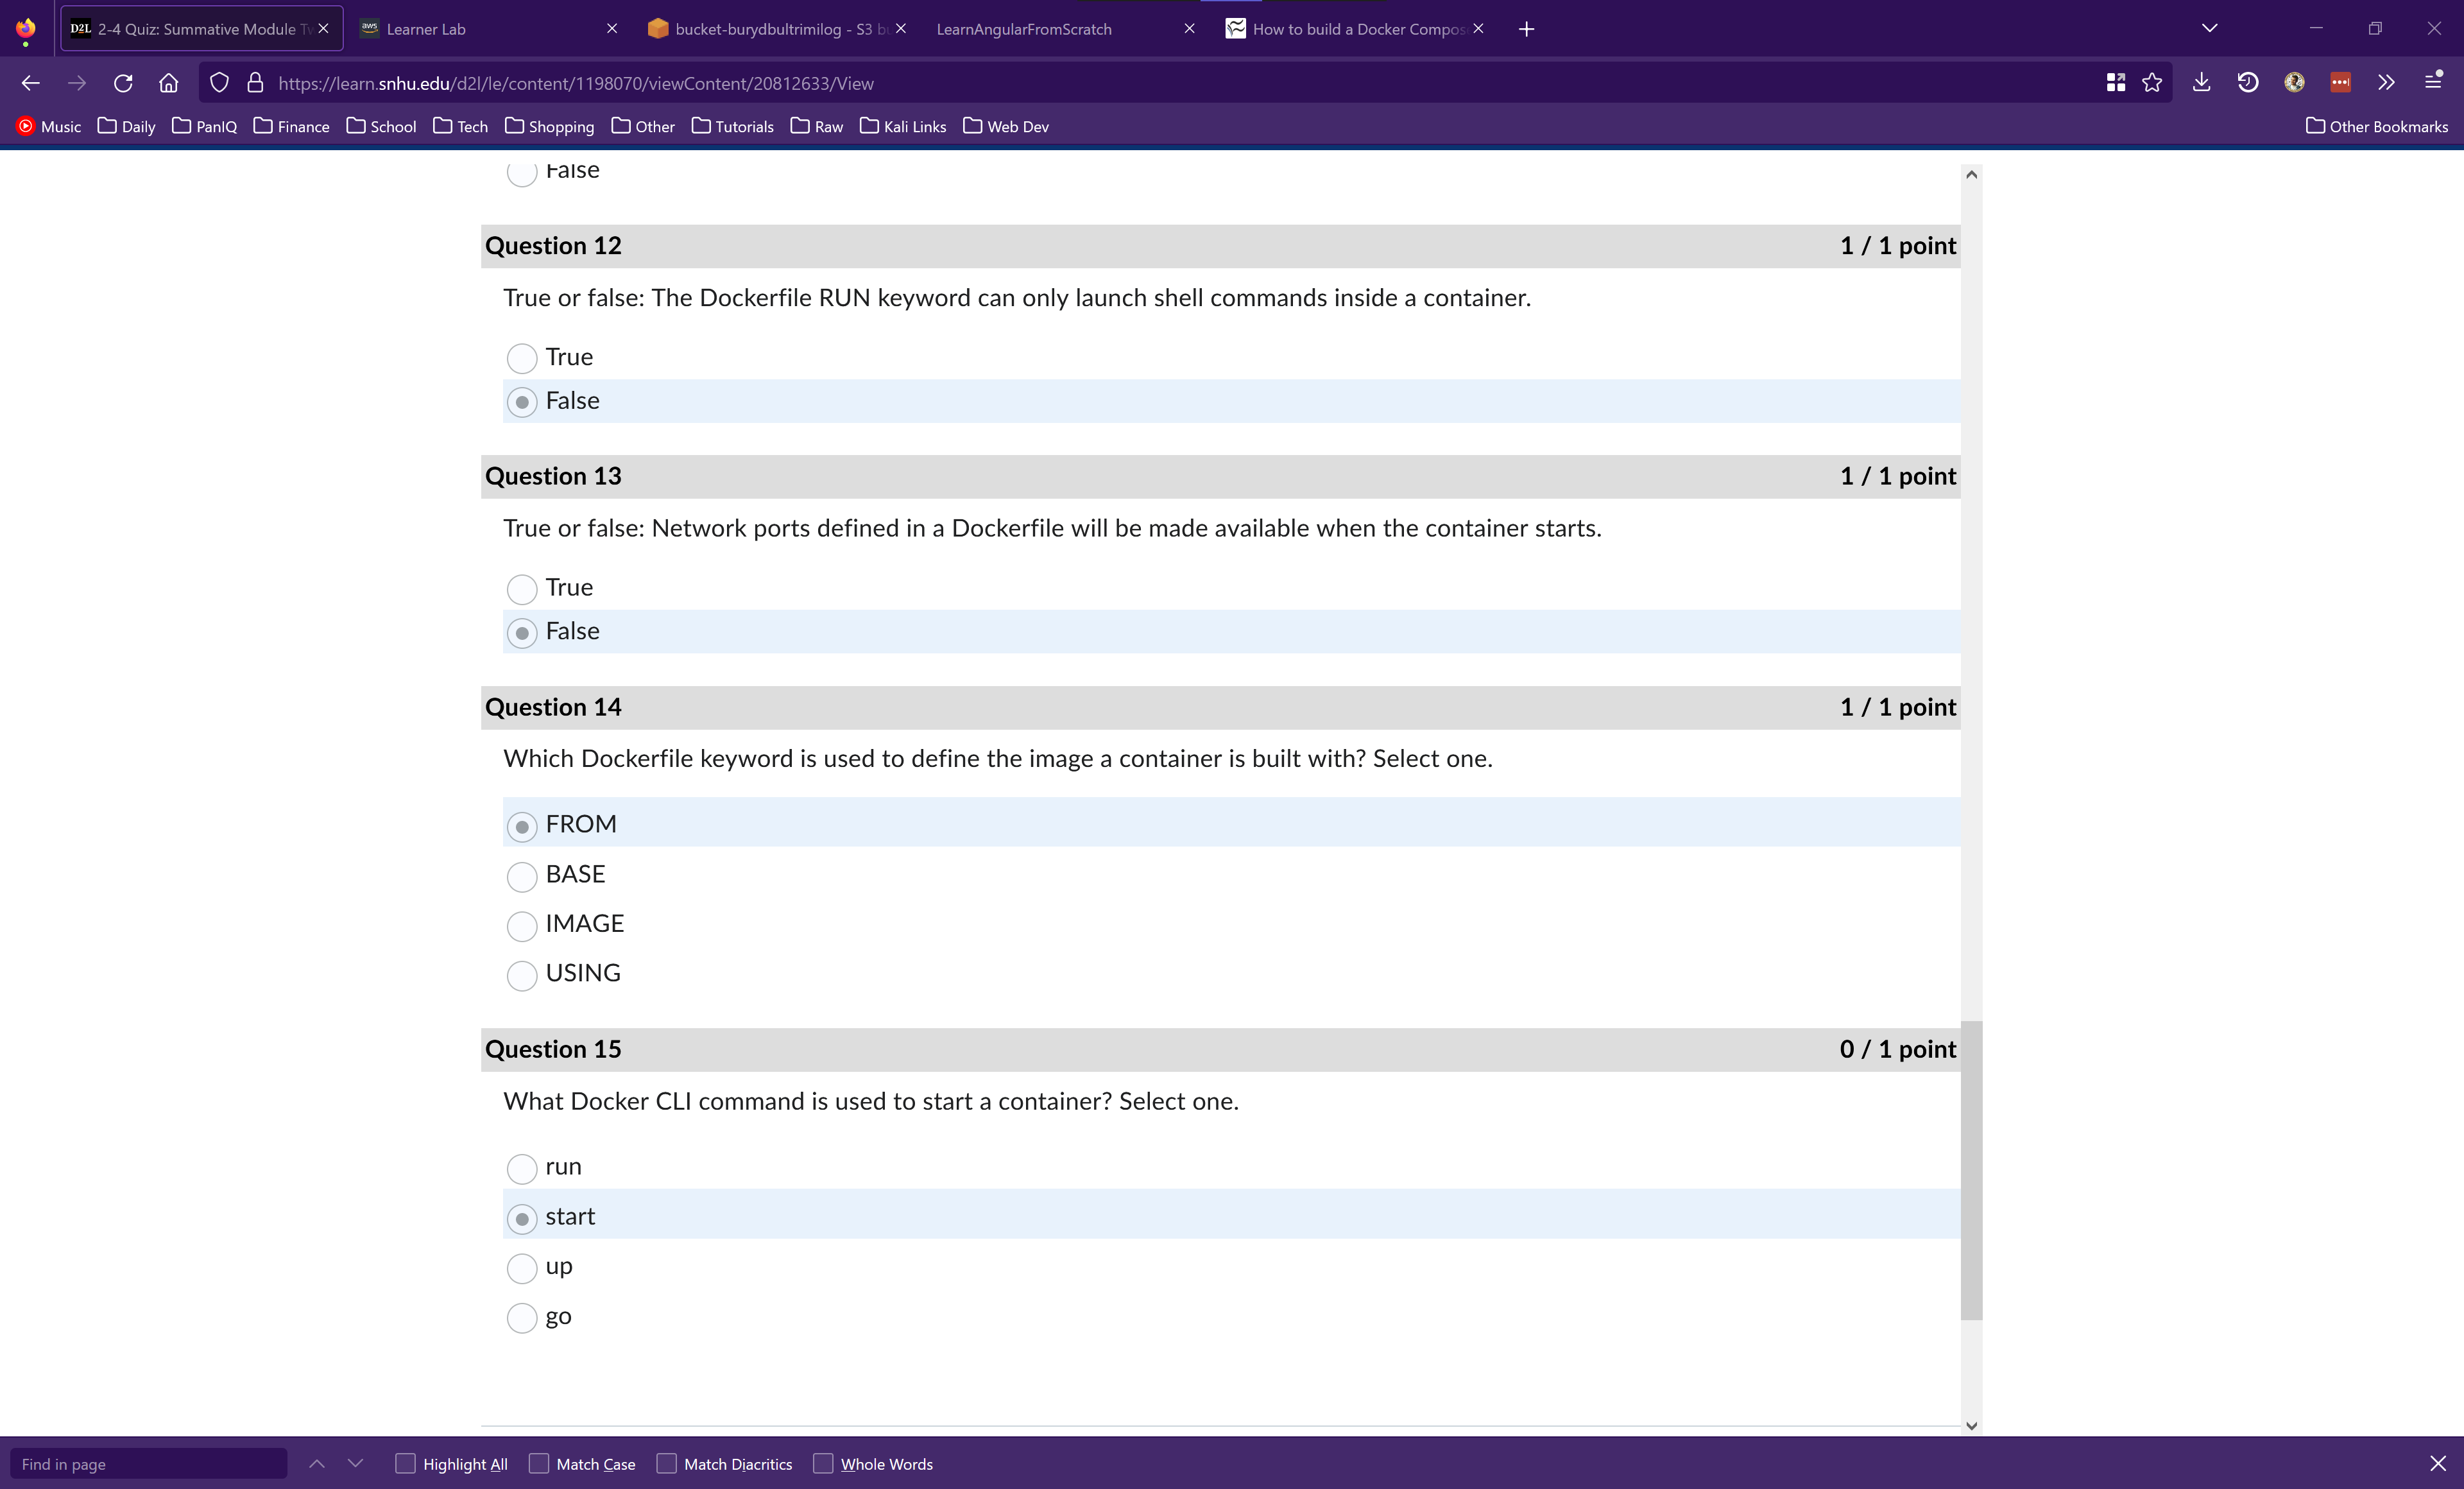 D2L 2-4 Quiz: Summative Module Tw
aws Learner Lab
bucket-burydbultrimilog - S3 bu
LearnAngularFromScratch
How to build a Docker Compos
https://learn.snhu.edu/d2l/le/content/1198070/viewContent/20812633/View
Music Daily PanIQ Finance School Tech Shopping Other Tutorials Raw Kali Links Web Dev Other Bookmarks
False
Question 12 1 / 1 point
True or false: The Dockerfile RUN keyword can only launch shell commands inside a container.
True
False
Question 13 1 / 1 point
True or false: Network ports defined in a Dockerfile will be made available when the container starts.
True
False
Question 14 1 / 1 point
Which Dockerfile keyword is used to define the image a container is built with? Select one.
FROM
BASE
IMAGE
USING
Question 15 0 / 1 point
What Docker CLI command is used to start a container? Select one.
run
start
up
go
Find in page Highlight All Match Case Match Diacritics Whole Words